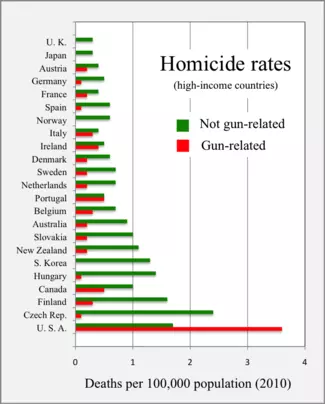 Homicide rates
(high-income countries)
Not gun-related
Gun-related
U. K.
Japan
Austria
Germany
France
Spain
Norway
Italy
Ireland
Denmark
Sweden
Netherlands
Portugal
Belgium
Australia
Slovakia
New Zealand
S. Korea
Hungary
Canada
Finland
Czech Rep.
U. S. A.
0 1 2 3 4
Deaths per 100,000 population (2010)